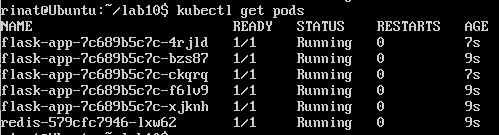 rinat@Ubuntu:~/lab10$ kubectl get pods
NAME READY STATUS RESTARTS AGE
flask-app-7c689b5c7c-4rjld 1/1 Running 0 7s
flask-app-7c689b5c7c-bzs87 1/1 Running 0 9s
flask-app-7c689b5c7c-ckqrq 1/1 Running 0 7s
flask-app-7c689b5c7c-f6lv9 1/1 Running 0 9s
flask-app-7c689b5c7c-xjknh 1/1 Running 0 9s
redis-579cfc7946-lxw62 1/1 Running 0 9s